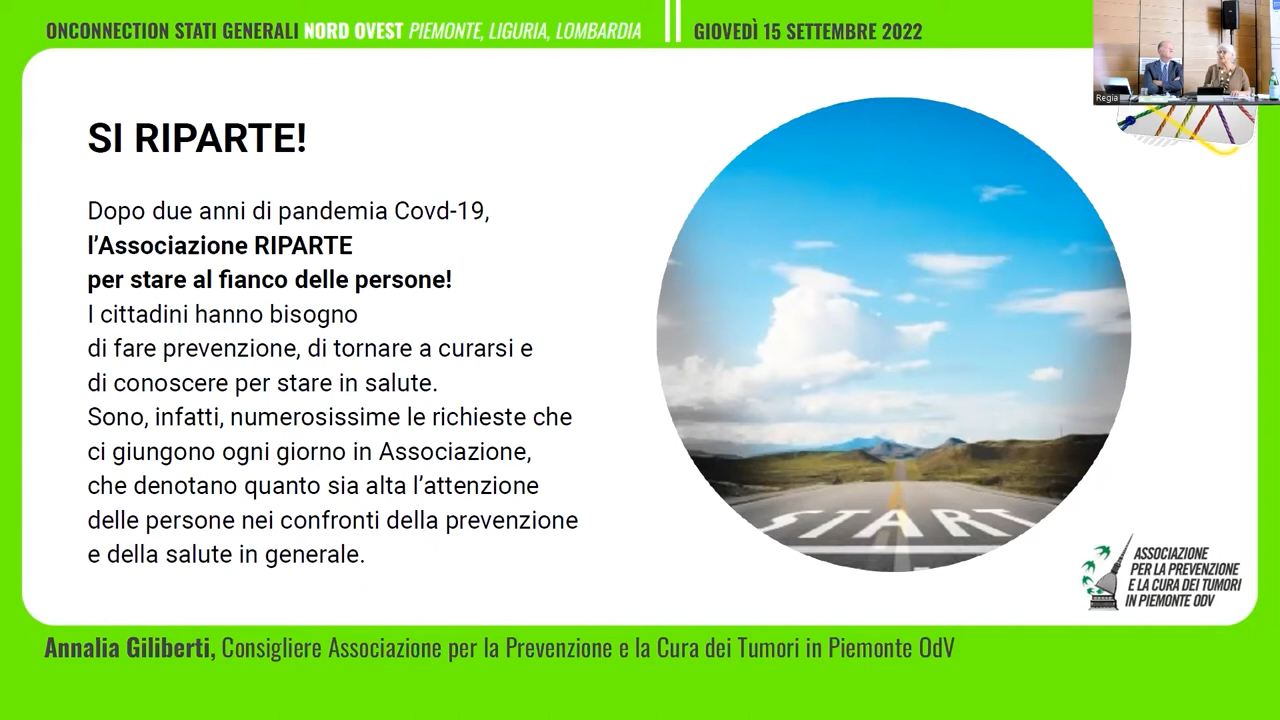 ONCONNECTION STATI GENERALI NORD OVEST PIEMONTE, LIGURIA, LOMBARDIA
GIOVEDÌ 15 SETTEMBRE 2022
Regia
SI RIPARTE!
Dopo due anni di pandemia Covd-19,
l'Associazione RIPARTE
per stare al fianco delle persone!
I cittadini hanno bisogno
di fare prevenzione, di tornare a curarsi e
di conoscere per stare in salute.
Sono, infatti, numerosissime le richieste che
ci giungono ogni giorno in Associazione,
che denotano quanto sia alta l'attenzione
delle persone nei confronti della prevenzione
e della salute in generale.
START
ASSOCIAZIONE
PER LA PREVENZIONE
E LA CURA DEI TUMORI
IN PIEMONTE ODV
Annalia Giliberti, Consigliere Associazione per la Prevenzione e la Cura dei Tumori in Piemonte OdV